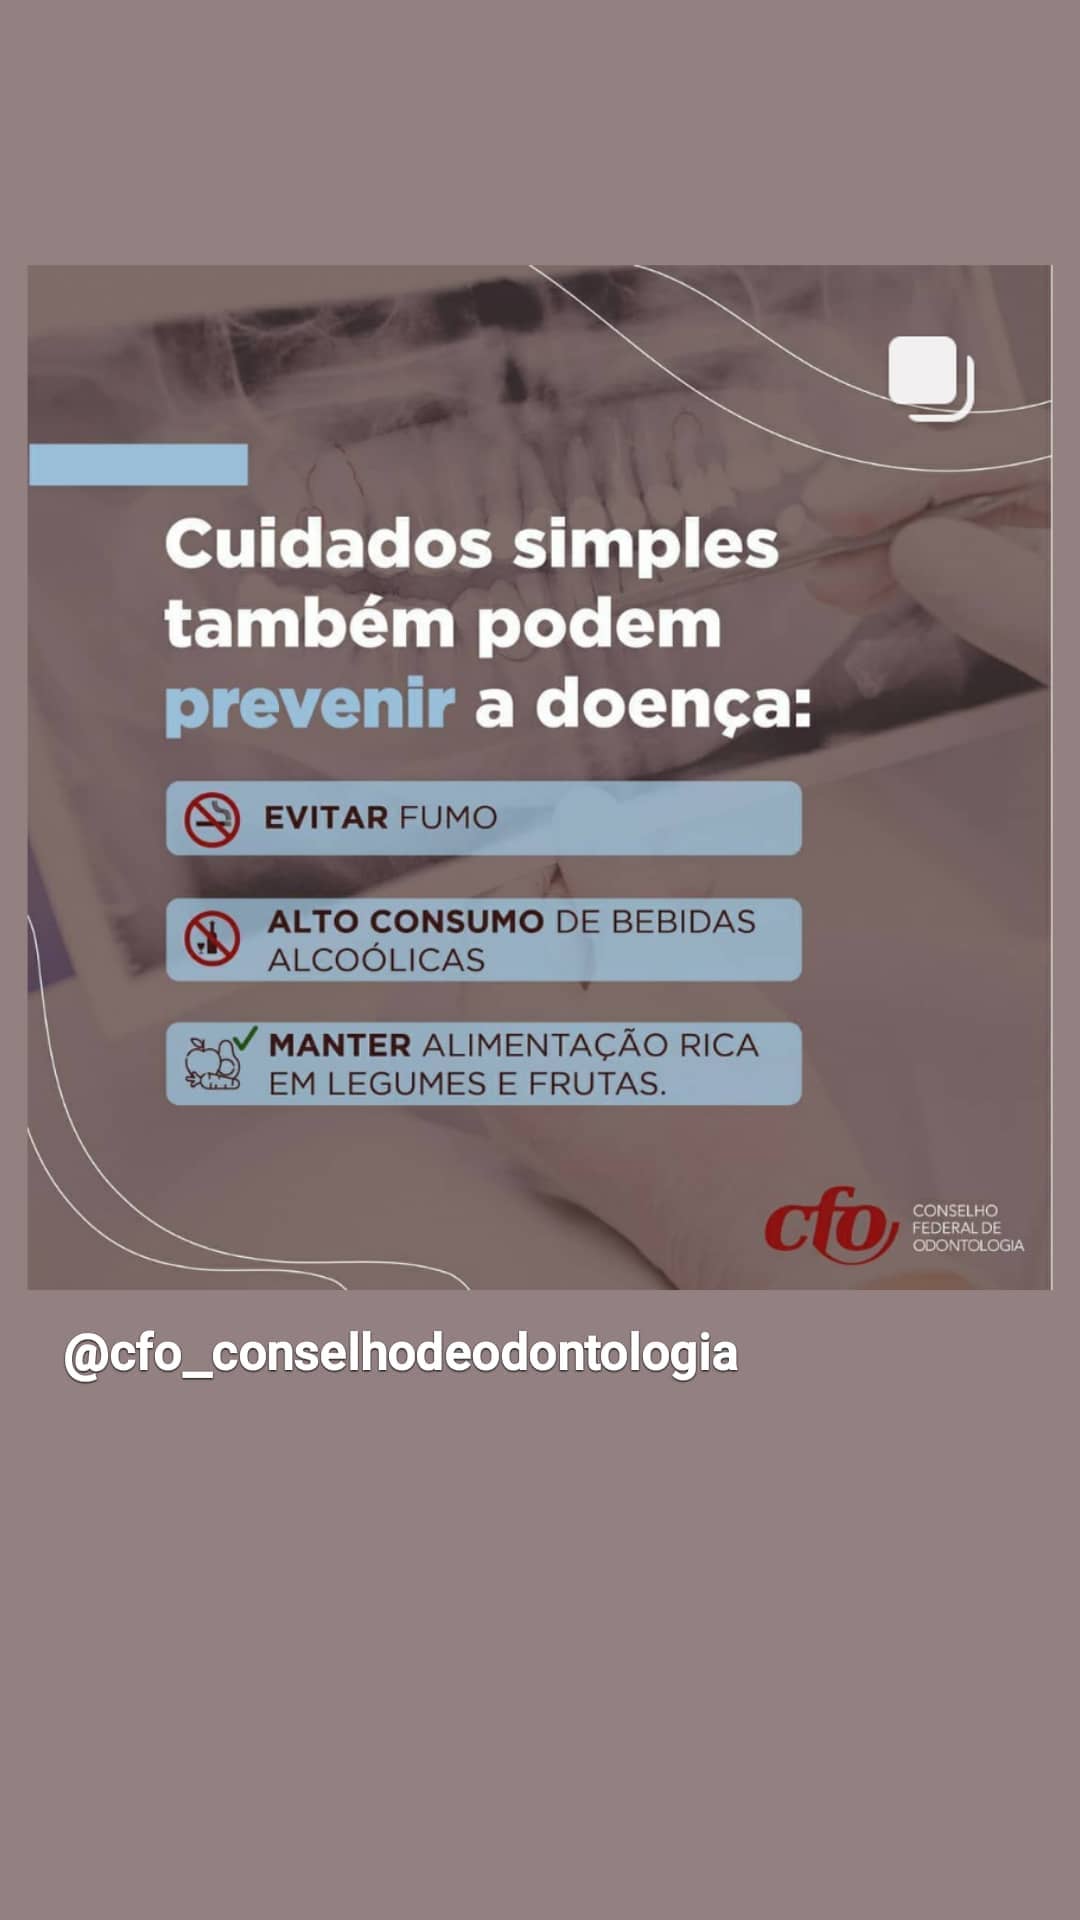 Cuidados simples
também podem
prevenir a doença:
EVITAR FUMO
ALTO CONSUMO DE BEBIDAS
ALCOÓLICAS
MANTER ALIMENTAÇÃO RICA
EM LEGUMES E FRUTAS.
cfo
CONSELHO
FEDERAL DE
ODONTOLOGIA
@cfo_conselhodeodontologia